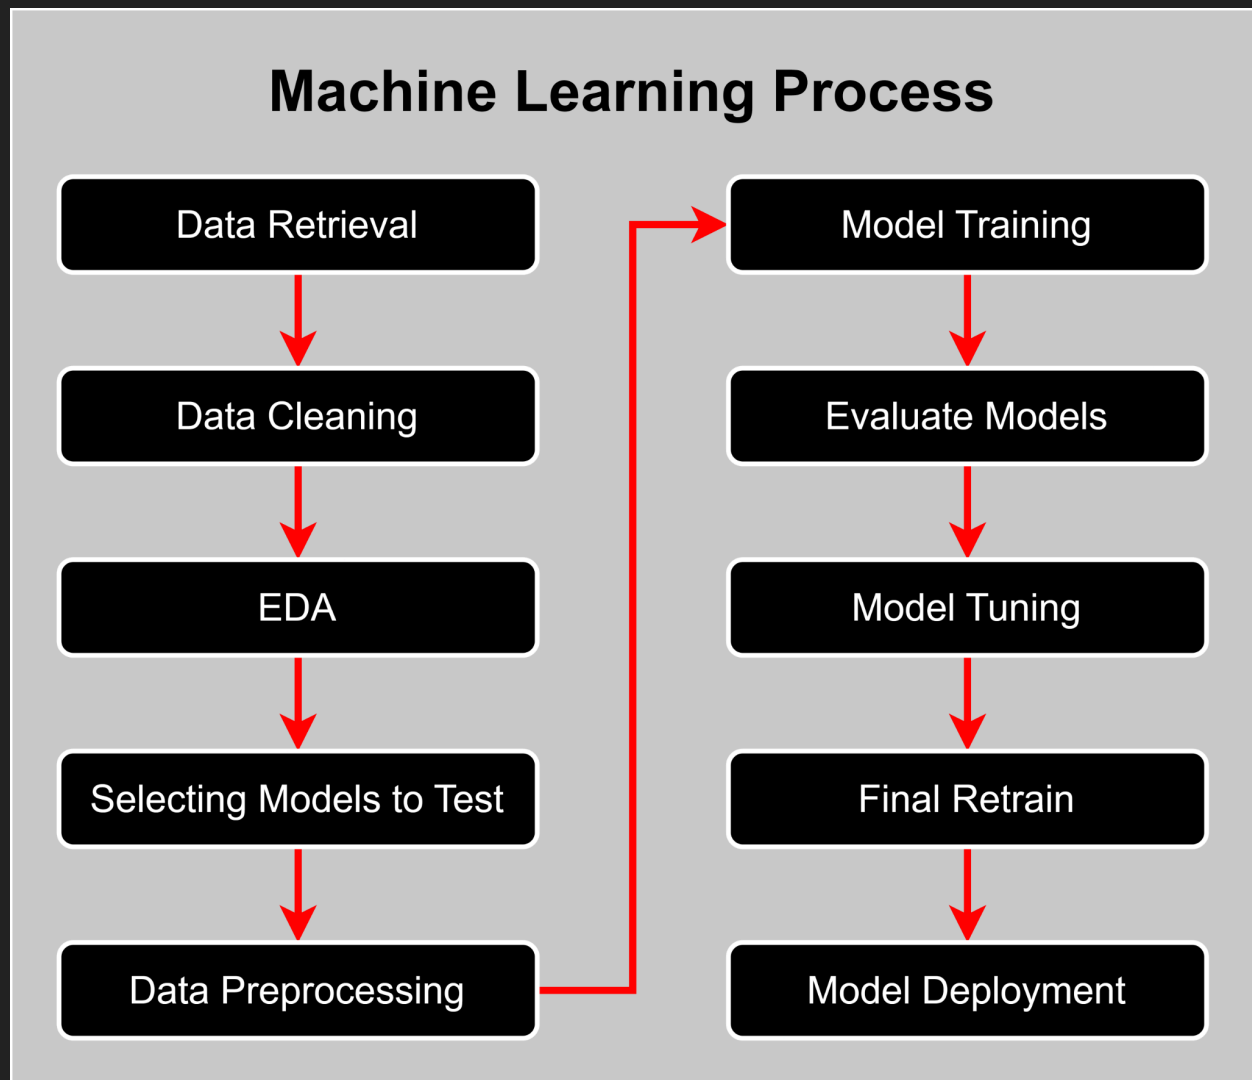 Machine Learning Process
Data Retrieval
Data Cleaning
EDA
Selecting Models to Test
Data Preprocessing
Model Training
Evaluate Models
Model Tuning
Final Retrain
Model Deployment